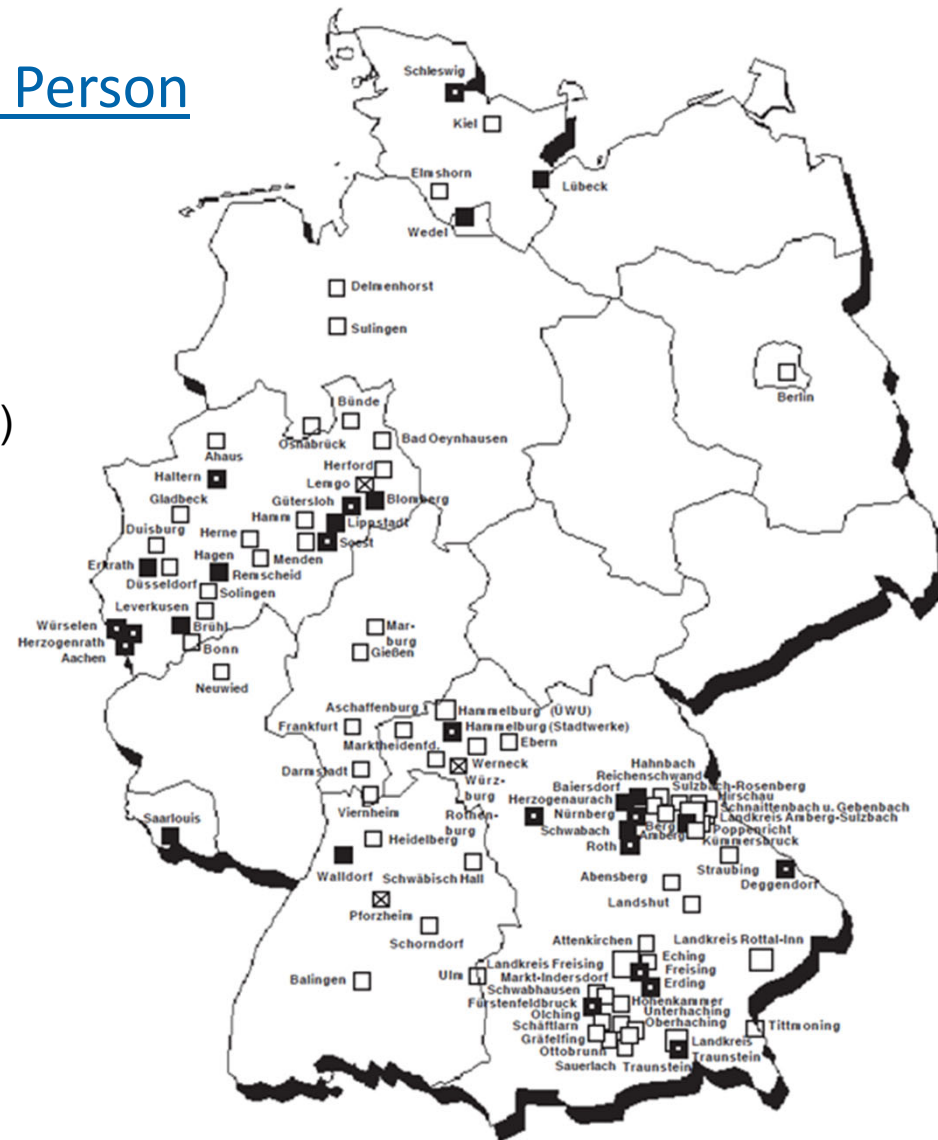 Person
)
Schleswig
Kiel
Elmshorn
Lübeck
Wedel
Delmenhorst
Sulingen
Berlin
Bünde
Osnabrück
Bad Oeynhausen
Ahaus
Herford
Haltern
Lemgo
Blomberg
Gladbeck
Gütersloh
Hamm
Lippstadt
Duisburg
Herne
Soest
Hagen
Menden
Erkrath
Remscheid
Düsseldorf
Solingen
Leverkusen
Würselen
Brühl
Herzogenrath
Bonn
Aachen
Mar-
burg
Gießen
Neuwied
Aschaffenburg
Hammelburg (ÜWU)
Frankfurt
Hammelburg (Stadtwerke)
Marktheidenfd.
Ebern
Werneck
Darmstadt
Würz-
burg
Viernheim
Rothen-
burg
Hahnbach
Reichenschwand
Baiersdorf
Sulzbach-Rosenberg
Herzogenaurach
Hirschau
Nürnberg
Schnaittenbach u. Gebenbach
Berg
Landkreis Amberg-Sulzbach
Schwabach
Amberg
Poppenricht
Roth
Kümmersbruck
Saarlouis
Heidelberg
Walldorf
Schwäbisch Hall
Straubing
Abensberg
Deggendorf
Landshut
Pforzheim
Schorndorf
Attenkirchen
Landkreis Rottal-Inn
Balingen
Ulm
Landkreis Freising
Eching
Markt-Indersdorf
Freising
Schwabhausen
Erding
Fürstenfeldbruck
Hohenkammer
Olching
Unterhaching
Schäftlarn
Oberhaching
Tittmoning
Gräfelfing
Landkreis
Traunstein
Ottobrunn
Sauerlach
Traunstein